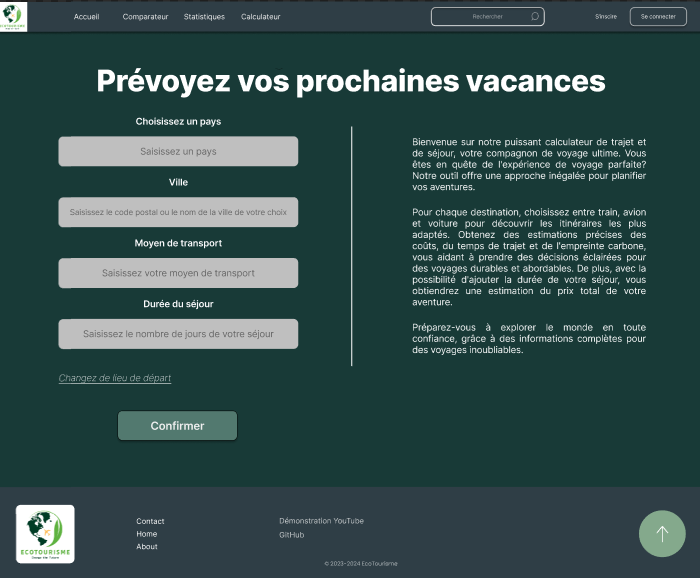 Accueil
Comparateur
Statistiques
Calculateur
Rechercher
S'inscire
Se connecter
Prévoyez vos prochaines vacances
Choisissez un pays
Saisissez un pays
Ville
Saisissez le code postal ou le nom de la ville de votre choix
Moyen de transport
Saisissez votre moyen de transport
Durée du séjour
Saisissez le nombre de jours de votre séjour
Changez de lieu de départ
Confirmer
Bienvenue sur notre puissant calculateur de trajet et
de séjour, votre compagnon de voyage ultime. Vous
êtes en quête de l'expérience de voyage parfaite?
Notre outil offre une approche inégalée pour planifier
vos aventures.
Pour chaque destination, choisissez entre train, avion
et voiture pour découvrir les itinéraires les plus
adaptés. Obtenez des estimations précises des
coûts, du temps de trajet et de l'empreinte carbone,
vous aidant à prendre des décisions éclairées pour
des voyages durables et abordables. De plus, avec la
possibilité d'ajouter la durée de votre séjour, vous
obtiendrez une estimation du prix total de votre
aventure.
Préparez-vous à explorer le monde en toute
confiance, grâce à des informations complètes pour
des voyages inoubliables.
ECOTOURISME
Contact
Home
About
Démonstration YouTube
GitHub
© 2023-2024 EcoTourisme